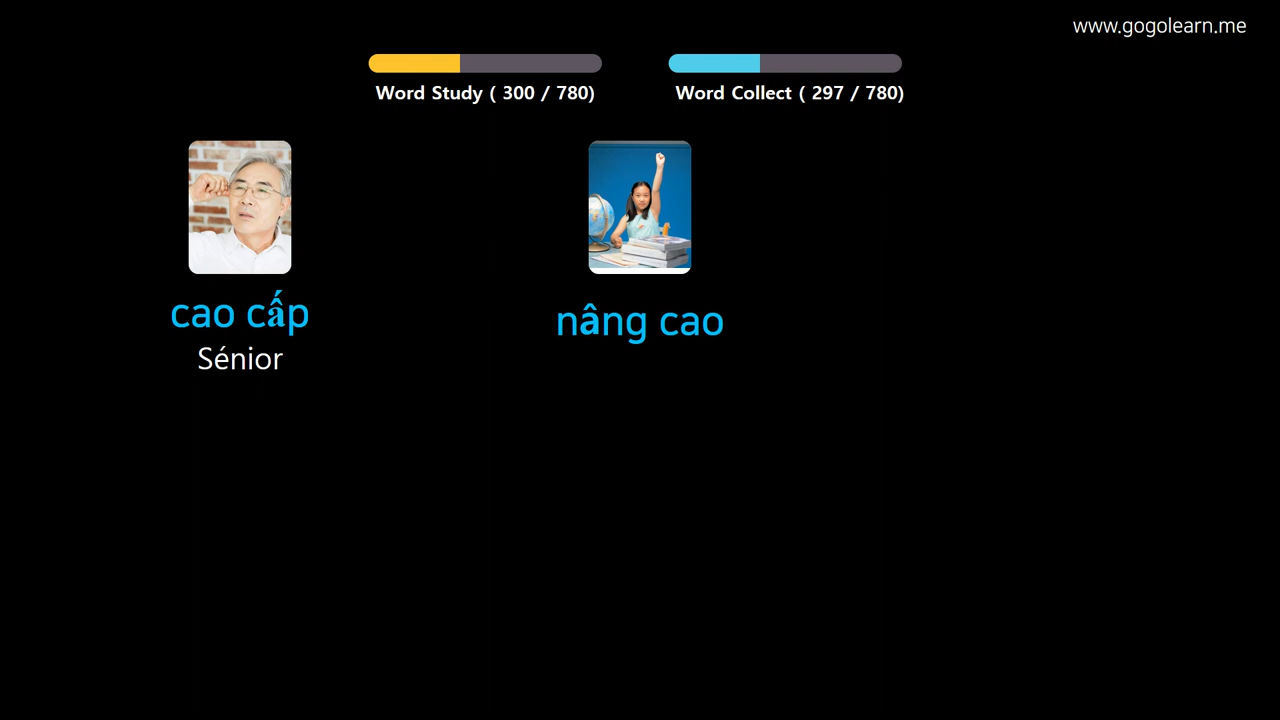 www.gogolearn.me
Word Study ( 300 / 780)
Word Collect ( 297 / 780)
cao cấp
Sénior
nâng cao